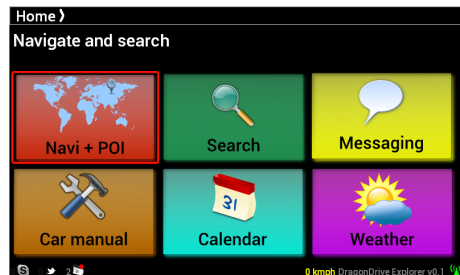 Home ⟩
Navigate and search
Navi + POI
Search
Messaging
Car manual
31
Calendar
Weather
2
0 kmph DragonDrive Explorer v0.1